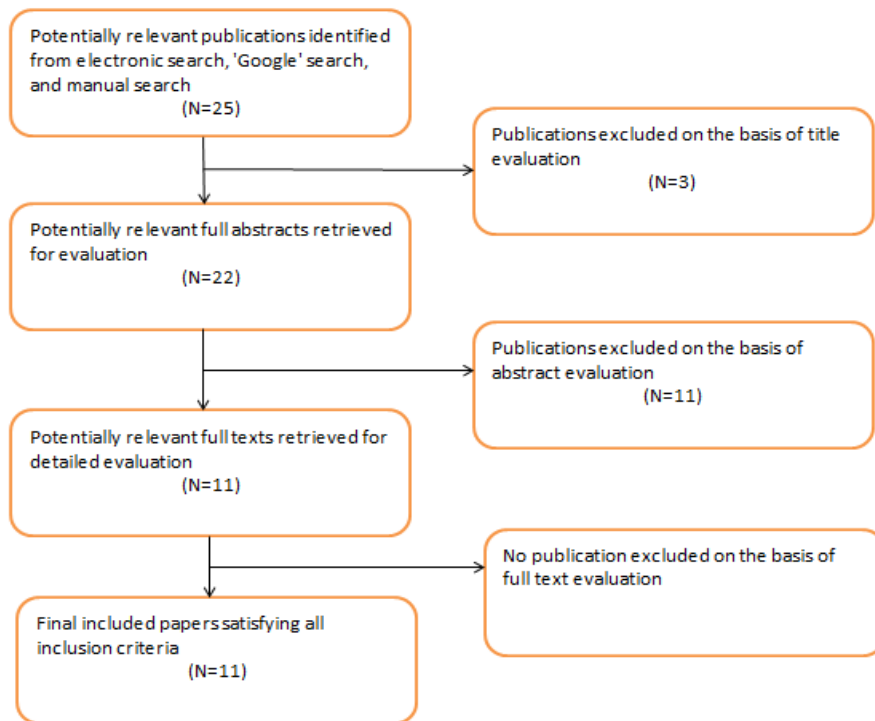 Potentially relevant publications identified
from electronic search, 'Google' search,
and manual search
(N=25)
Publications excluded on the basis of title
evaluation
(N=3)
Potentially relevant full abstracts retrieved
for evaluation
(N=22)
Publications excluded on the basis of
abstract evaluation
(N=11)
Potentially relevant full texts retrieved for
detailed evaluation
(N=11)
No publication excluded on the basis of
full text evaluation
Final included papers satisfying all
inclusion criteria
(N=11)